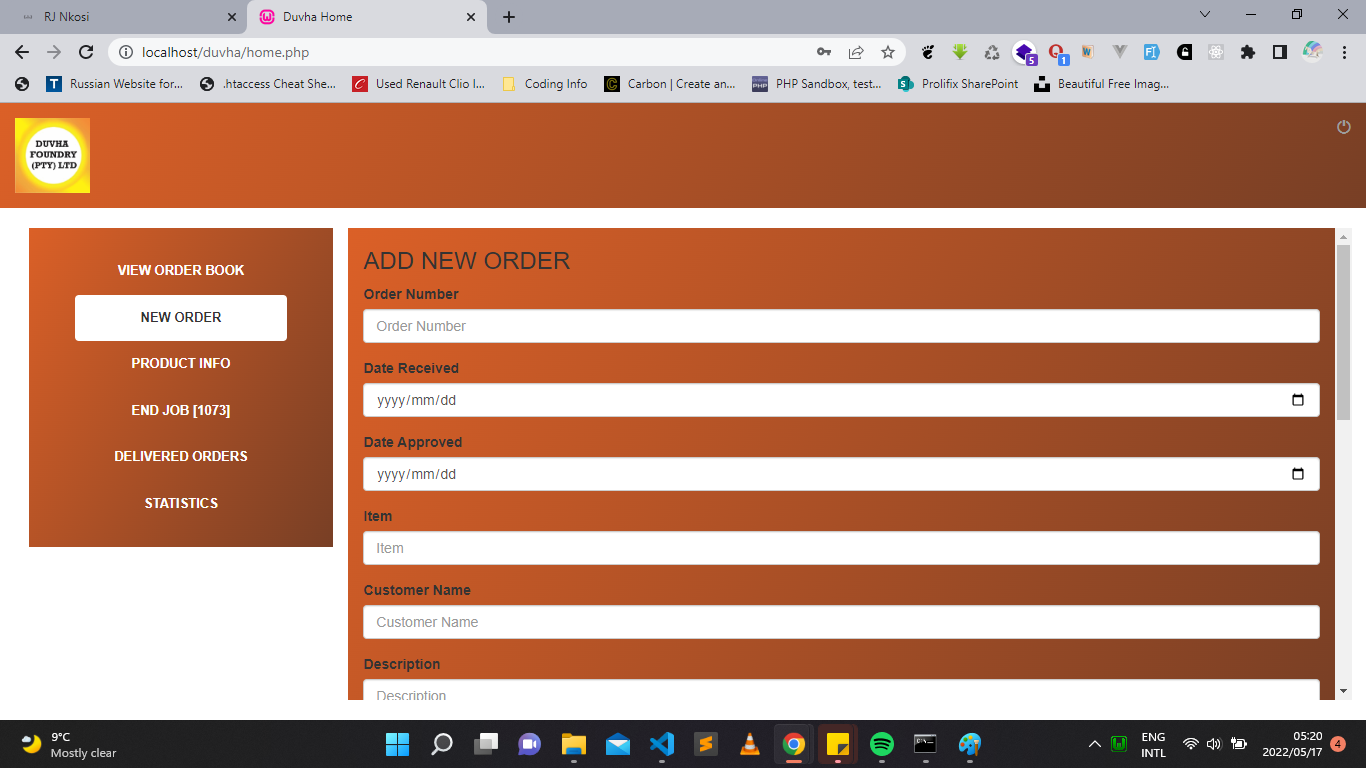 RJ Nkosi
Duvha Home
localhost/duvha/home.php
5
1
Russian Website for...
.htaccess Cheat She...
Used Renault Clio I...
Coding Info
Carbon | Create an...
PHP Sandbox, test...
Prolifix SharePoint
Beautiful Free Imag...
DUVHA
FOUNDRY
(PTY) LTD
VIEW ORDER BOOK
NEW ORDER
PRODUCT INFO
END JOB [1073]
DELIVERED ORDERS
STATISTICS
ADD NEW ORDER
Order Number
Order Number
Date Received
yyyy/mm/dd
Date Approved
yyyy/mm/dd
Item
Item
Customer Name
Customer Name
Description
Description
9°C
Mostly clear
ENG
INTL
05:20
2022/05/17
4